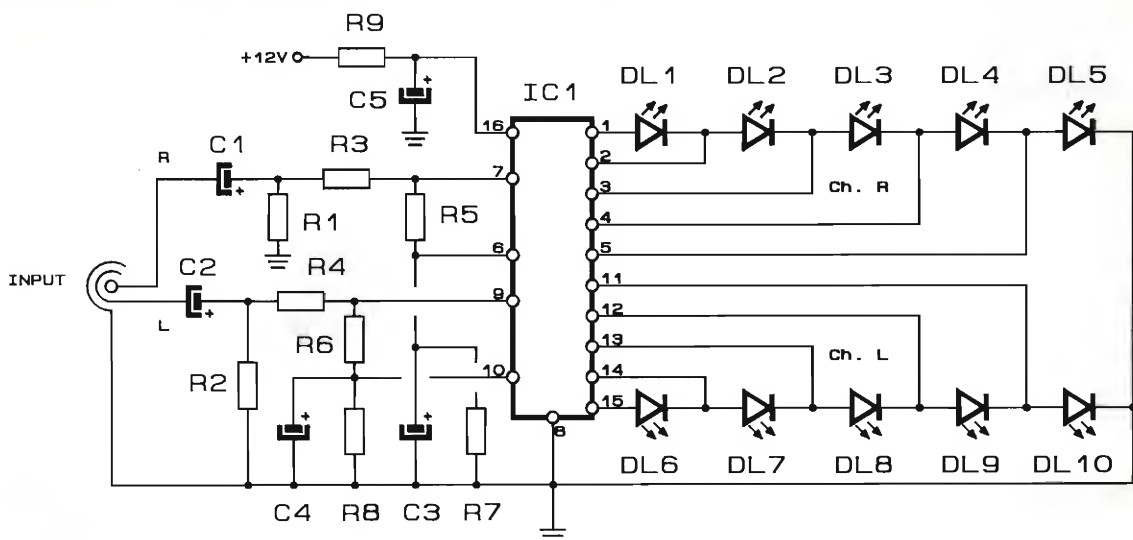 R9
+12V
C5
+
IC1
DL1 DL2 DL3 DL4 DL5
16
1
C1
R
+
R3
7
2
3
Ch. R
R1
R5
4
6
5
INPUT
C2
L
+
R4
9
11
12
R6
13
Ch. L
R2
10
14
15
+
+
8
DL6 DL7 DL8 DL9 DL10
C4 R8 C3 R7